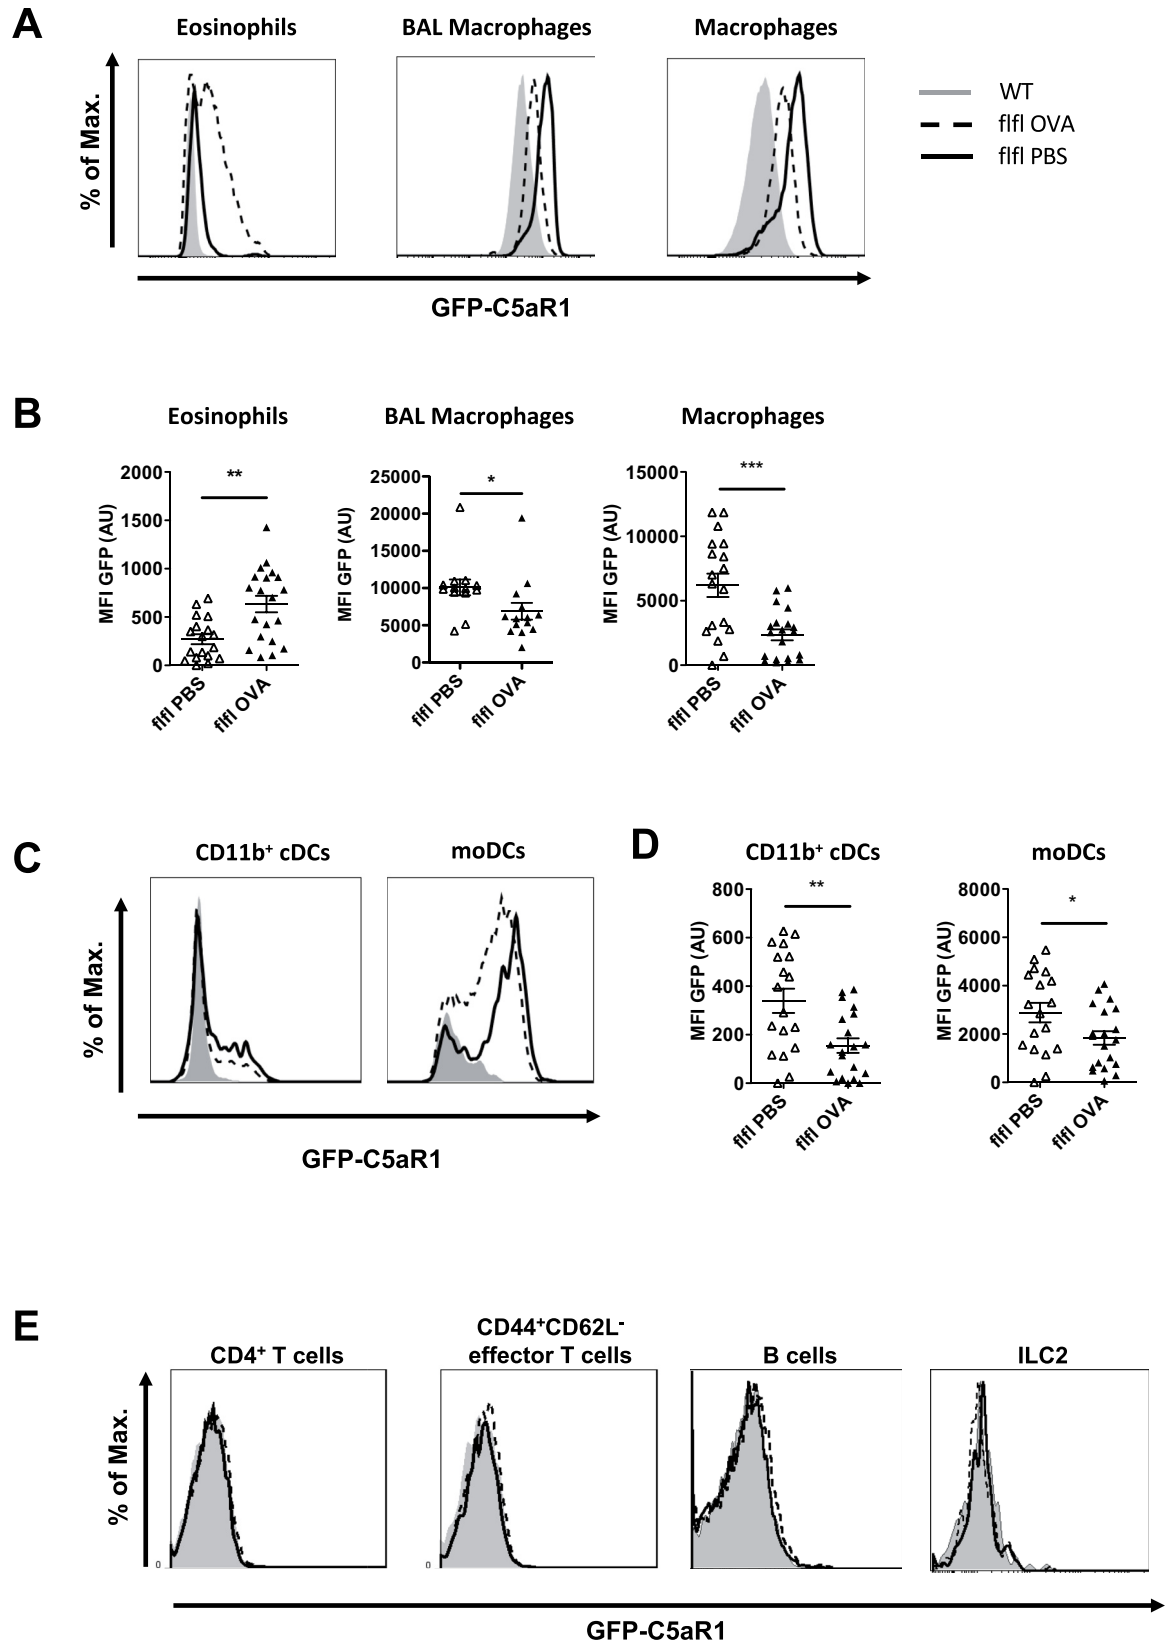 A
Eosinophils
BAL Macrophages
Macrophages
% of Max.
WT
flfl OVA
flfl PBS
GFP-C5aR1
B
Eosinophils
BAL Macrophages
Macrophages
MFI GFP (AU)
2000
1500
1000
500
0
**
flfl PBS
flfl OVA
MFI GFP (AU)
25000
20000
15000
10000
5000
0
*
flfl PBS
flfl OVA
MFI GFP (AU)
15000
10000
5000
0
***
flfl PBS
flfl OVA
C
CD11b⁺ cDCs
moDCs
% of Max.
GFP-C5aR1
D
CD11b⁺ cDCs
moDCs
MFI GFP (AU)
800
600
400
200
0
**
flfl PBS
flfl OVA
MFI GFP (AU)
8000
6000
4000
2000
0
*
flfl PBS
flfl OVA
E
CD4⁺ T cells
CD44⁺CD62L⁻
effector T cells
B cells
ILC2
% of Max.
0
0
GFP-C5aR1